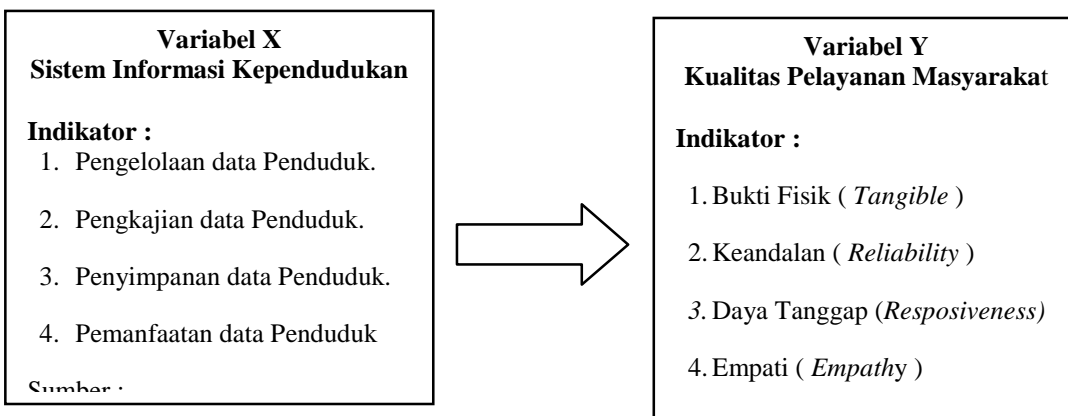 Variabel X
Sistem Informasi Kependudukan
Indikator :
1. Pengelolaan data Penduduk.
2. Pengkajian data Penduduk.
3. Penyimpanan data Penduduk.
4. Pemanfaatan data Penduduk
Sumber :
Variabel Y
Kualitas Pelayanan Masyarakat
Indikator :
1. Bukti Fisik ( Tangible )
2. Keandalan ( Reliability )
3. Daya Tanggap (Resposiveness)
4. Empati ( Empathy )